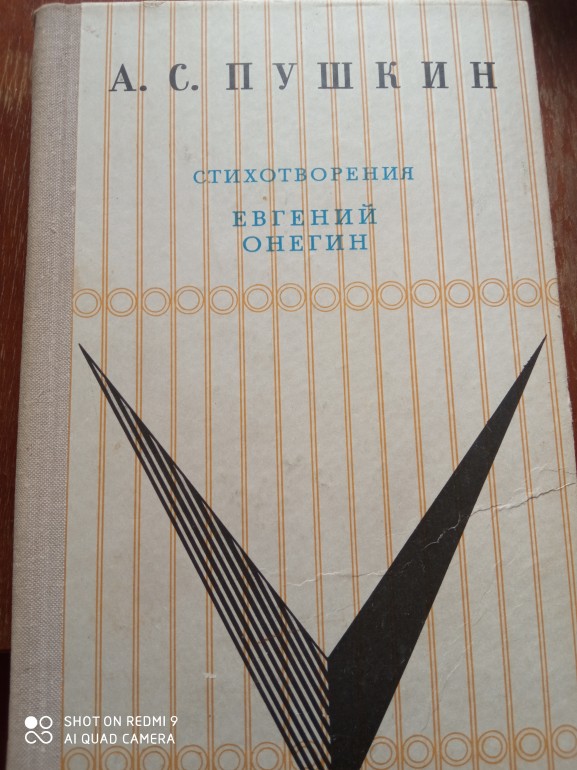 А. С. ПУШКИН
СТИХОТВОРЕНИЯ
ЕВГЕНИЙ
ОНЕГИН
SHOT ON REDMI 9
AI QUAD CAMERA